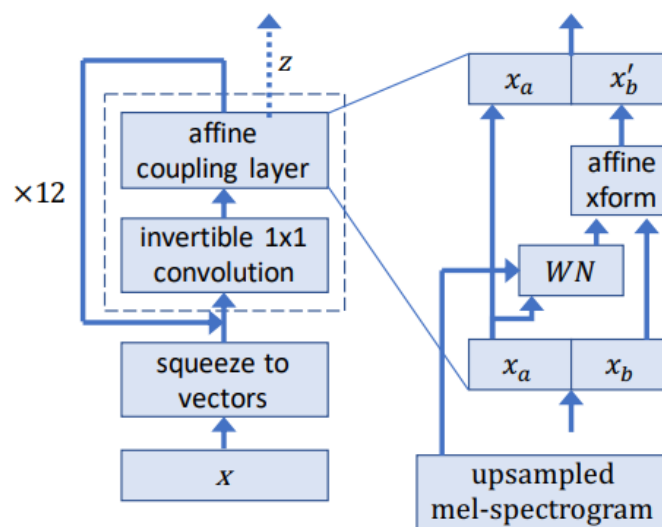 z
affine
coupling layer
×12
invertible 1x1
convolution
squeeze to
vectors
x
x_a
x_b'
affine
xform
WN
x_a
x_b
upsampled
mel-spectrogram